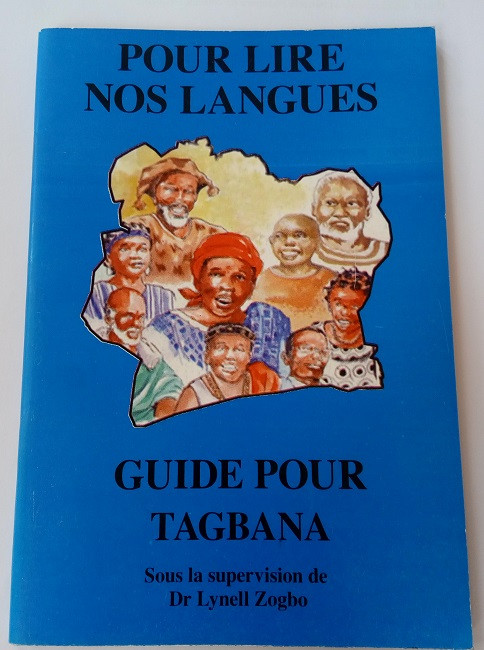 POUR LIRE
NOS LANGUES
GUIDE POUR
TAGBANA
Sous la supervision de
Dr Lynell Zogbo